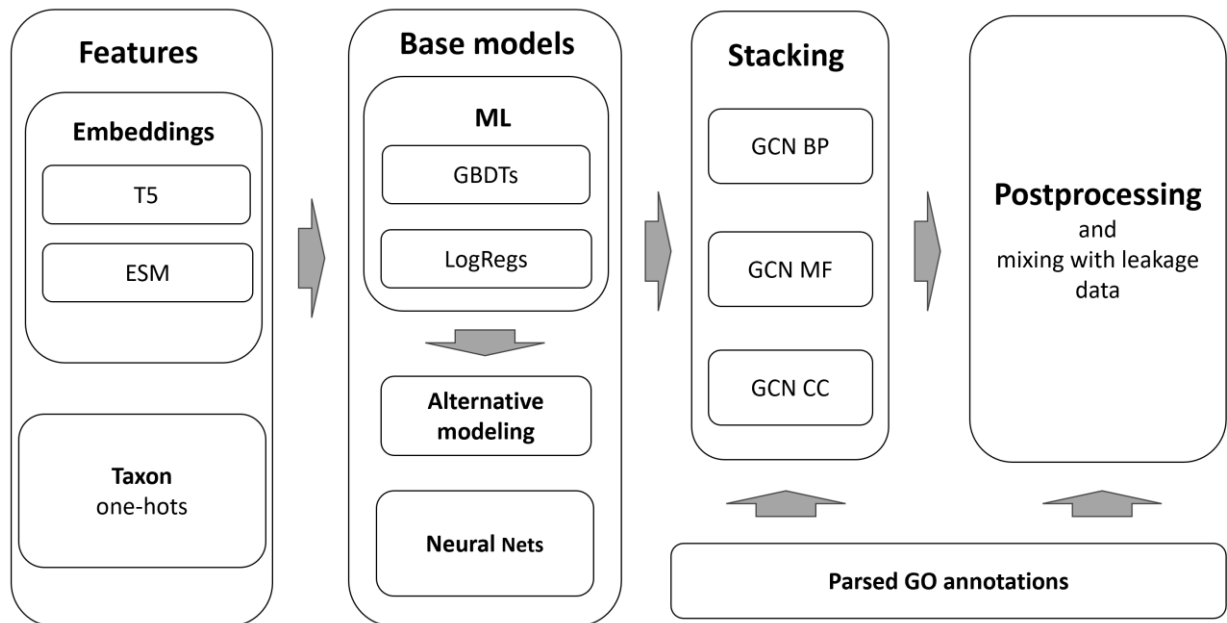 Features
Embeddings
T5
ESM
Taxon
one-hots
Base models
ML
GBDTs
LogRegs
Alternative
modeling
Neural Nets
Stacking
GCN BP
GCN MF
GCN CC
Postprocessing
and
mixing with leakage
data
Parsed GO annotations